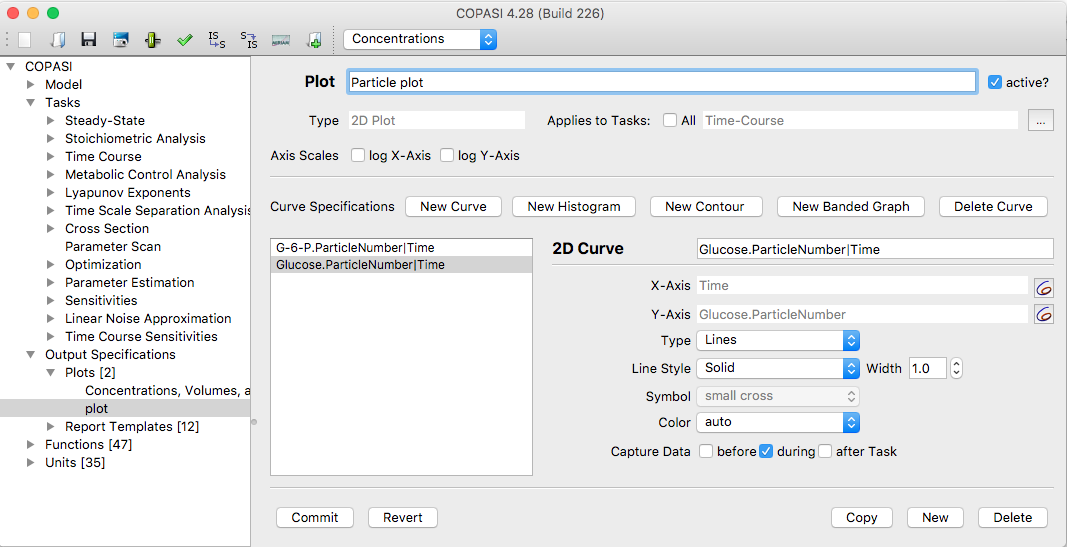 COPASI 4.28 (Build 226)
IS S S IS Concentrations
COPASI
Model
Tasks
Steady-State
Stoichiometric Analysis
Time Course
Metabolic Control Analysis
Lyapunov Exponents
Time Scale Separation Analysis
Cross Section
Parameter Scan
Optimization
Parameter Estimation
Sensitivities
Linear Noise Approximation
Time Course Sensitivities
Output Specifications
Plots [2]
Concentrations, Volumes, a
plot
Report Templates [12]
Functions [47]
Units [35]
Plot Particle plot active?
Type 2D Plot Applies to Tasks: All Time-Course ...
Axis Scales log X-Axis log Y-Axis
Curve Specifications New Curve New Histogram New Contour New Banded Graph Delete Curve
G-6-P.ParticleNumber|Time
Glucose.ParticleNumber|Time
2D Curve Glucose.ParticleNumber|Time
X-Axis Time
Y-Axis Glucose.ParticleNumber
Type Lines
Line Style Solid Width 1.0
Symbol small cross
Color auto
Capture Data before during after Task
Commit Revert Copy New Delete